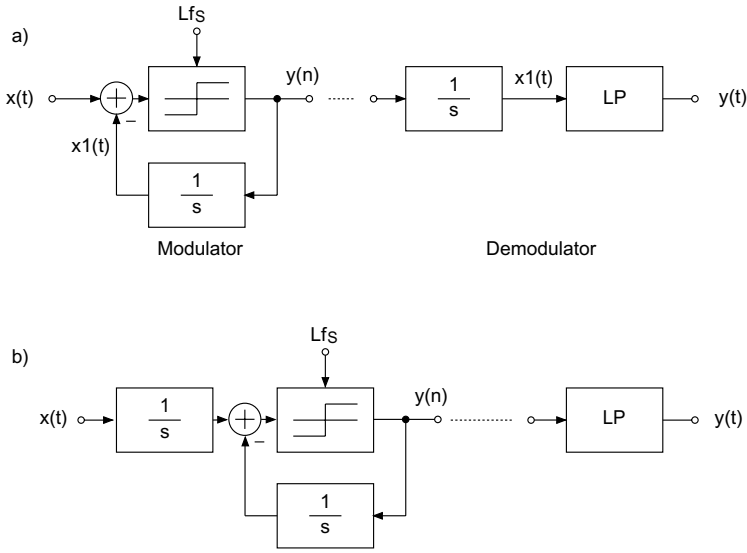 a)
Lfs
x(t)
–
y(n)
1
s
x1(t)
LP
y(t)
x1(t)
1
s
Modulator
Demodulator
b)
Lfs
x(t)
1
s
–
y(n)
LP
y(t)
1
s